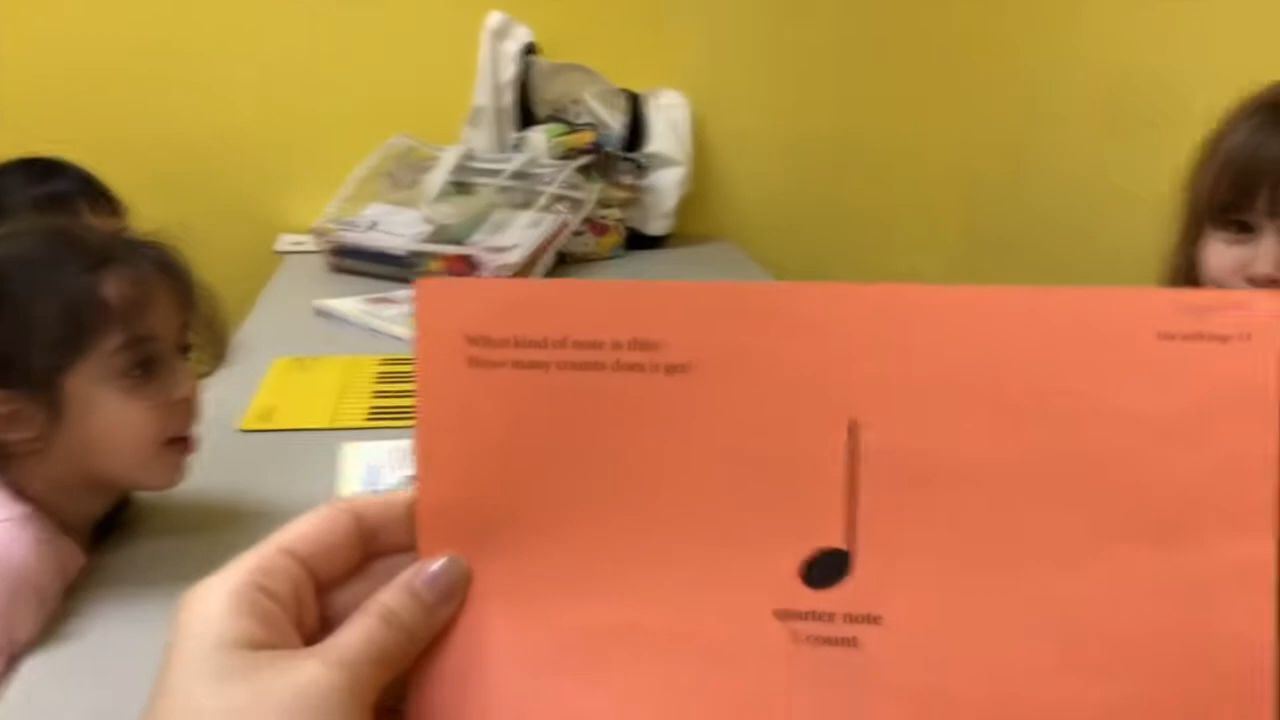 What kind of note is this?
How many counts does it get?
quarter note
1 count